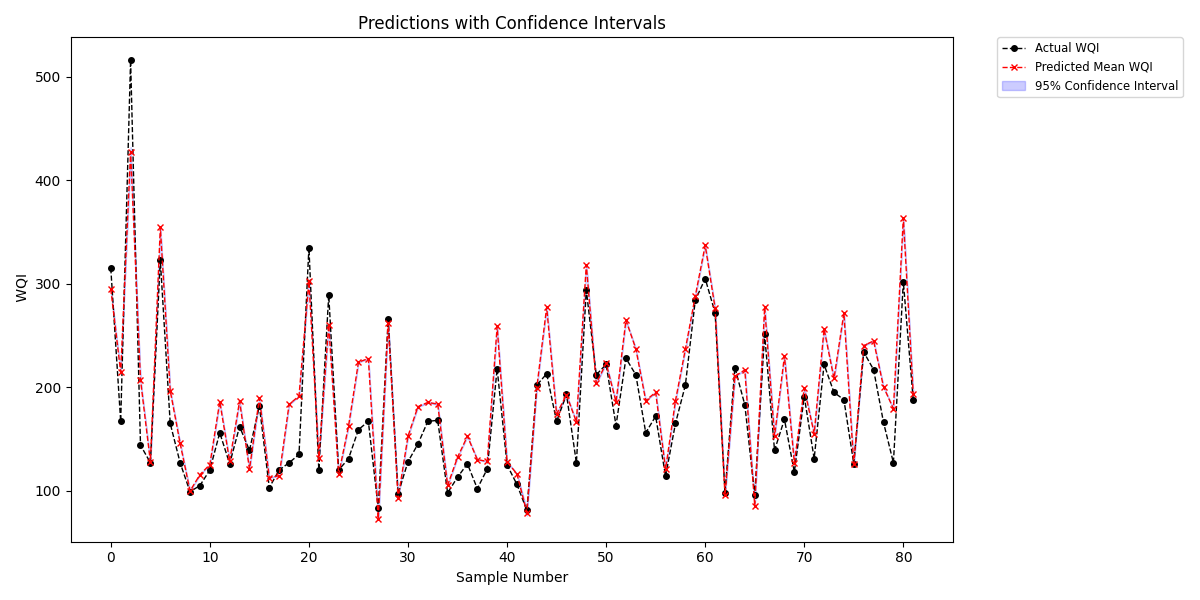 Predictions with Confidence Intervals
Actual WQI
Predicted Mean WQI
95% Confidence Interval
500
400
300
200
100
WQI
0 10 20 30 40 50 60 70 80
Sample Number